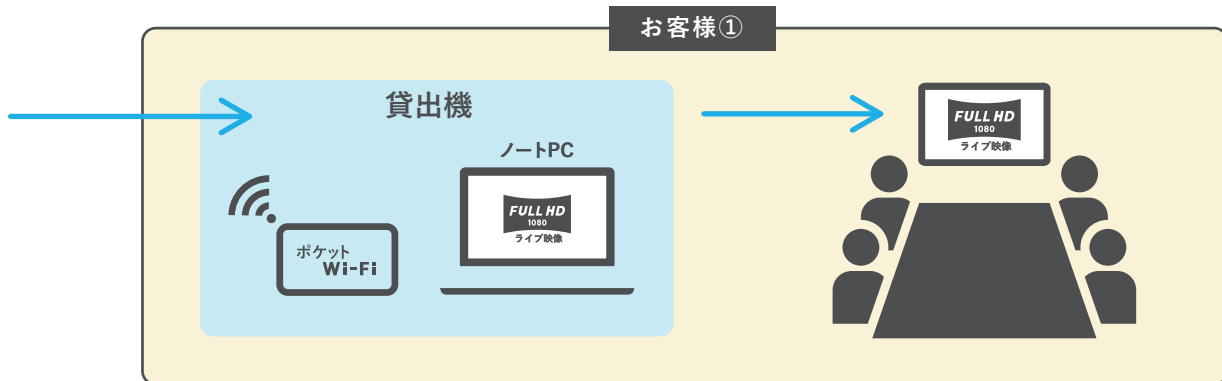 お客様①
貸出機
ノートPC
FULL HD
1080
ライブ映像
ポケット
Wi-Fi
FULL HD
1080
ライブ映像